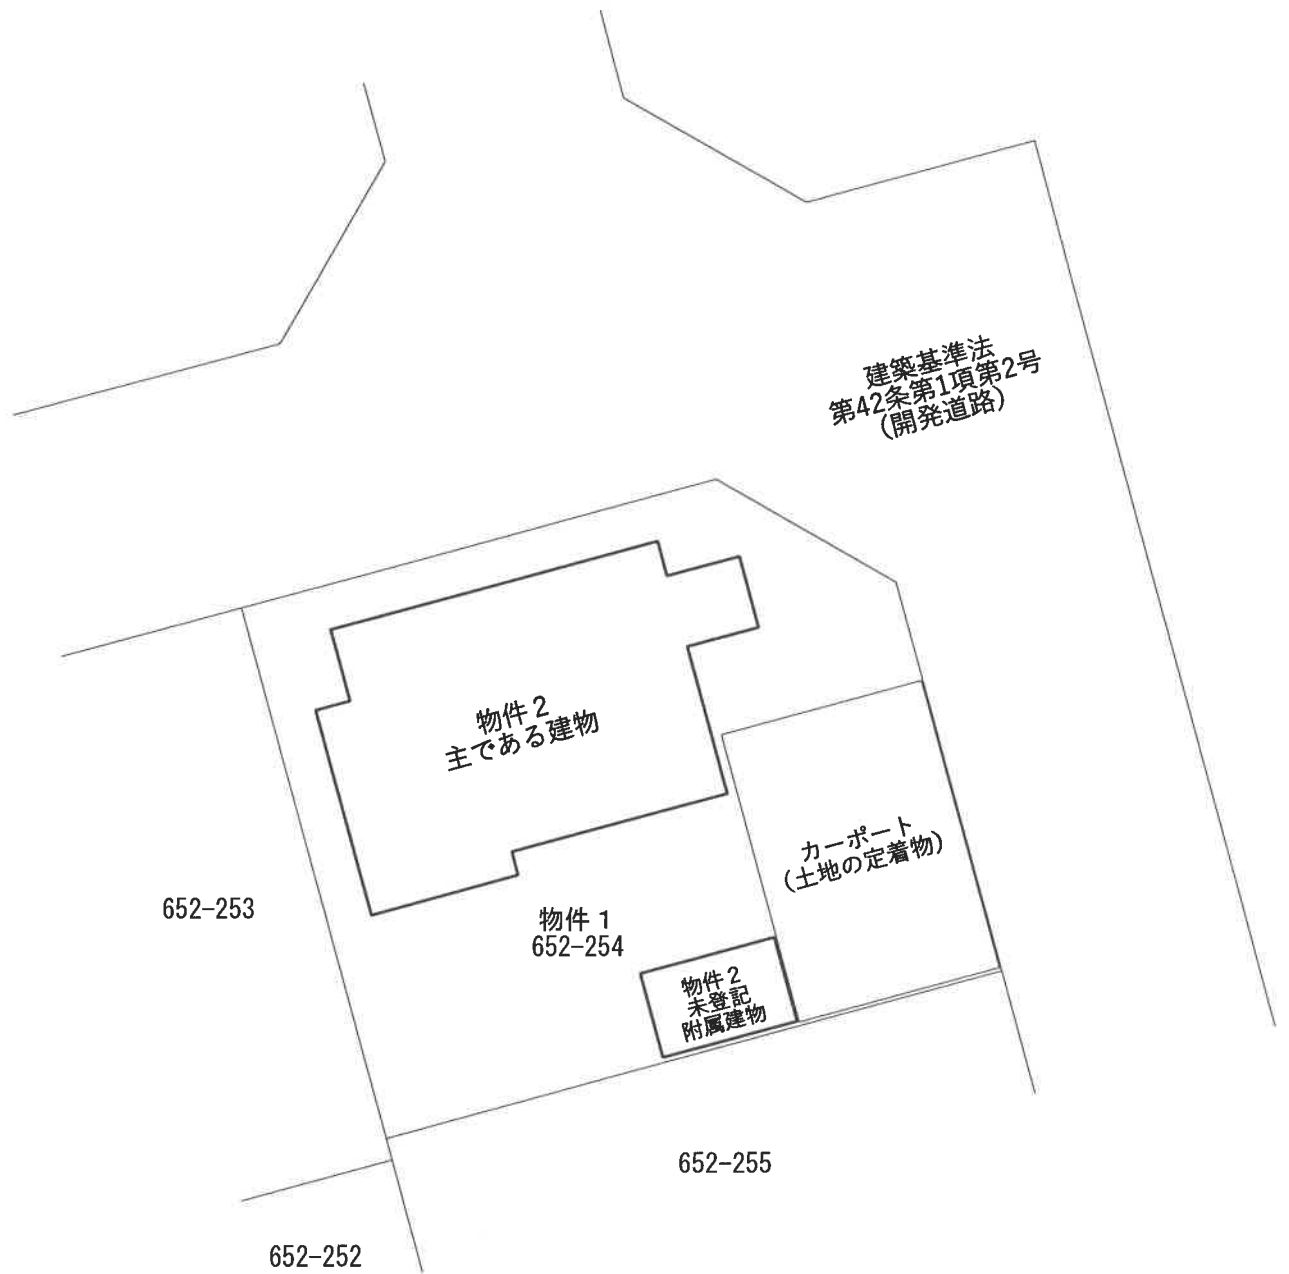 建築基準法
第42条第1項第2号
(開発道路)
物件2
主である建物
カーポート
(土地の定着物)
652-253
物件1
652-254
物件2
未登記
附属建物
652-255
652-252